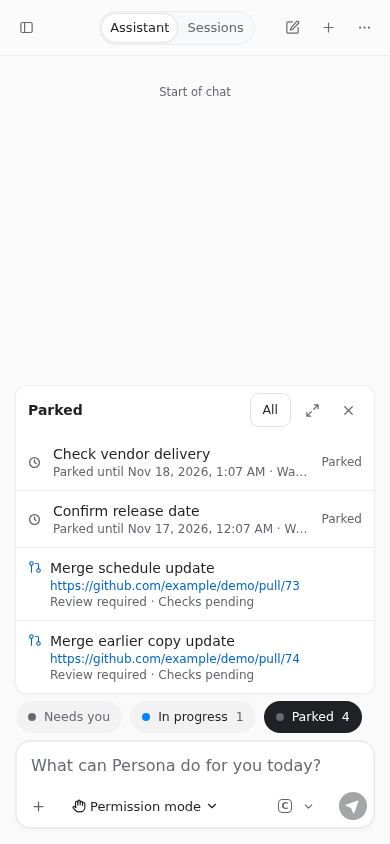 Assistant
Sessions
Start of chat
Parked
All
Check vendor delivery
Parked until Nov 18, 2026, 1:07 AM · Wa…
Parked
Confirm release date
Parked until Nov 17, 2026, 12:07 AM · W…
Parked
Merge schedule update
https://github.com/example/demo/pull/73
Review required · Checks pending
Merge earlier copy update
https://github.com/example/demo/pull/74
Review required · Checks pending
Needs you
In progress 1
Parked 4
What can Persona do for you today?
Permission mode
C